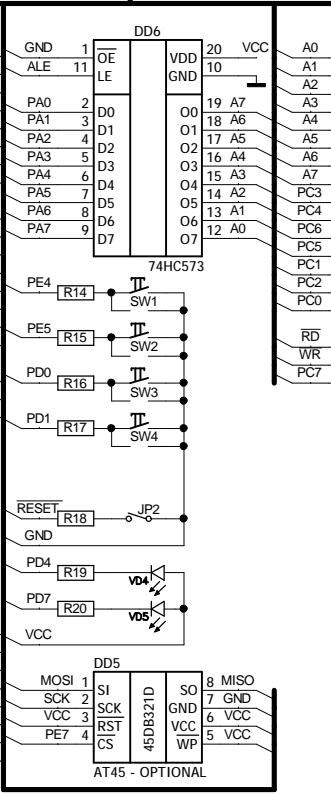 DD6
GND 1 OE VDD 20 VCC
ALE 11 LE GND 10
PA0 2 D0 O0 19 A7
PA1 3 D1 O1 18 A6
PA2 4 D2 O2 17 A5
PA3 5 D3 O3 16 A4
PA4 6 D4 O4 15 A3
PA5 7 D5 O5 14 A2
PA6 8 D6 O6 13 A1
PA7 9 D7 O7 12 A0
74HC573
PE4 R14 SW1
PE5 R15 SW2
PD0 R16 SW3
PD1 R17 SW4
RESET R18 JP2
GND
PD4 R19 VD4
PD7 R20 VD5
VCC
DD5
MOSI 1 SI SO 8 MISO
SCK 2 SCK GND 7 GND
VCC 3 RST VCC 6 VCC
PE7 4 CS WP 5 VCC
45DB321D
AT45 - OPTIONAL
A0
A1
A2
A3
A4
A5
A6
A7
PC3
PC4
PC6
PC5
PC1
PC2
PC0
RD
WR
PC7